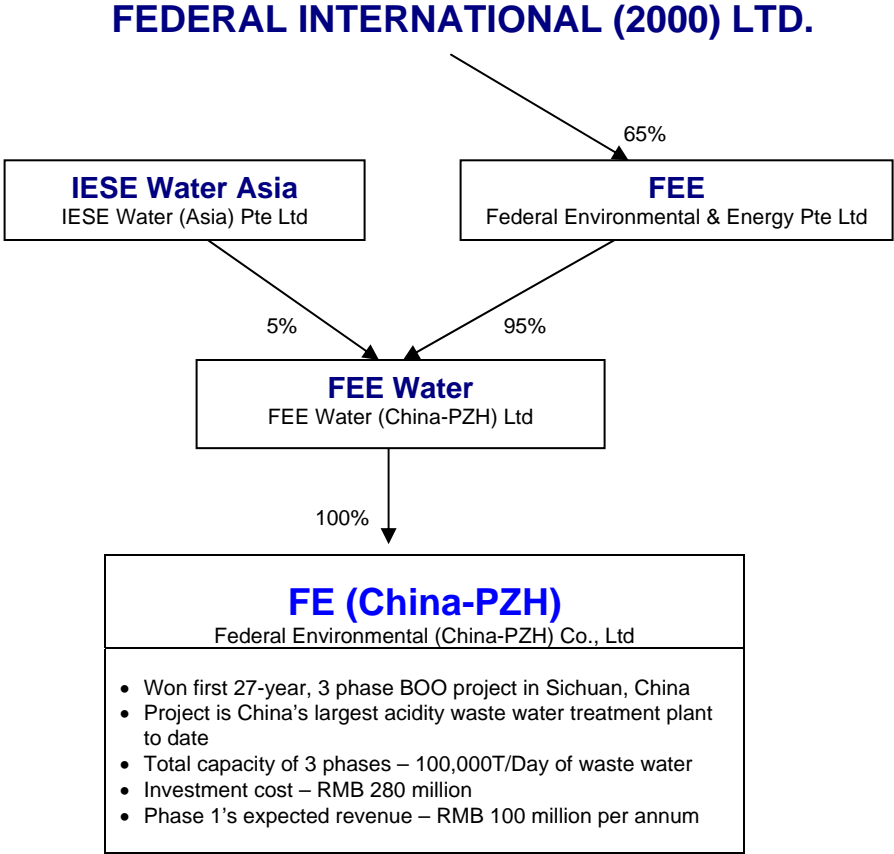 FEDERAL INTERNATIONAL (2000) LTD.
65%
IESE Water Asia
IESE Water (Asia) Pte Ltd
FEE
Federal Environmental & Energy Pte Ltd
5%
95%
FEE Water
FEE Water (China-PZH) Ltd
100%
FE (China-PZH)
Federal Environmental (China-PZH) Co., Ltd
• Won first 27-year, 3 phase BOO project in Sichuan, China
• Project is China’s largest acidity waste water treatment plant
to date
• Total capacity of 3 phases – 100,000T/Day of waste water
• Investment cost – RMB 280 million
• Phase 1’s expected revenue – RMB 100 million per annum